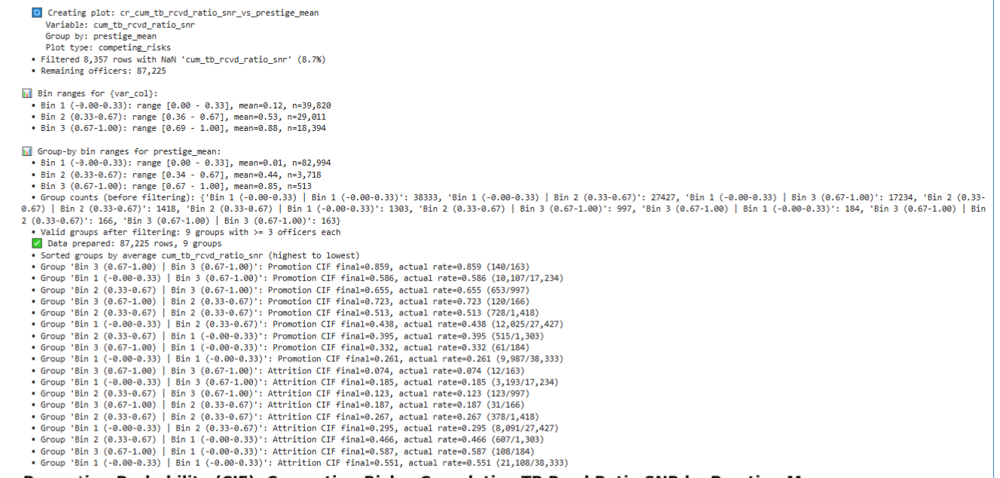 Creating plot: cr_cum_tb_rcvd_ratio_snr_vs_prestige_mean
Variable: cum_tb_rcvd_ratio_snr
Group by: prestige_mean
Plot type: competing_risks
• Filtered 8,357 rows with NaN 'cum_tb_rcvd_ratio_snr' (8.7%)
• Remaining officers: 87,225
Bin ranges for {var_col}:
• Bin 1 (-0.00-0.33): range [0.00 - 0.33], mean=0.12, n=39,820
• Bin 2 (0.33-0.67): range [0.36 - 0.67], mean=0.53, n=29,011
• Bin 3 (0.67-1.00): range [0.69 - 1.00], mean=0.88, n=18,394
Group-by bin ranges for prestige_mean:
• Bin 1 (-0.00-0.33): range [0.00 - 0.33], mean=0.01, n=82,994
• Bin 2 (0.33-0.67): range [0.34 - 0.67], mean=0.44, n=3,718
• Bin 3 (0.67-1.00): range [0.67 - 1.00], mean=0.85, n=513
• Group counts (before filtering): {'Bin 1 (-0.00-0.33) | Bin 1 (-0.00-0.33)': 38333, 'Bin 1 (-0.00-0.33) | Bin 2 (0.33-0.67)': 27427, 'Bin 1 (-0.00-0.33) | Bin 3 (0.67-1.00)': 17234, 'Bin 2 (0.33-
0.67) | Bin 2 (0.33-0.67)': 1418, 'Bin 2 (0.33-0.67) | Bin 1 (-0.00-0.33)': 1303, 'Bin 2 (0.33-0.67) | Bin 3 (0.67-1.00)': 997, 'Bin 3 (0.67-1.00) | Bin 1 (-0.00-0.33)': 184, 'Bin 3 (0.67-1.00) | Bin
2 (0.33-0.67)': 166, 'Bin 3 (0.67-1.00) | Bin 3 (0.67-1.00)': 163}
• Valid groups after filtering: 9 groups with >= 3 officers each
Data prepared: 87,225 rows, 9 groups
• Sorted groups by average cum_tb_rcvd_ratio_snr (highest to lowest)
• Group 'Bin 3 (0.67-1.00) | Bin 3 (0.67-1.00)': Promotion CIF final=0.859, actual rate=0.859 (140/163)
• Group 'Bin 1 (-0.00-0.33) | Bin 3 (0.67-1.00)': Promotion CIF final=0.586, actual rate=0.586 (10,107/17,234)
• Group 'Bin 2 (0.33-0.67) | Bin 3 (0.67-1.00)': Promotion CIF final=0.655, actual rate=0.655 (653/997)
• Group 'Bin 3 (0.67-1.00) | Bin 2 (0.33-0.67)': Promotion CIF final=0.723, actual rate=0.723 (120/166)
• Group 'Bin 2 (0.33-0.67) | Bin 2 (0.33-0.67)': Promotion CIF final=0.513, actual rate=0.513 (728/1,418)
• Group 'Bin 1 (-0.00-0.33) | Bin 2 (0.33-0.67)': Promotion CIF final=0.438, actual rate=0.438 (12,025/27,427)
• Group 'Bin 2 (0.33-0.67) | Bin 1 (-0.00-0.33)': Promotion CIF final=0.395, actual rate=0.395 (515/1,303)
• Group 'Bin 3 (0.67-1.00) | Bin 1 (-0.00-0.33)': Promotion CIF final=0.332, actual rate=0.332 (61/184)
• Group 'Bin 1 (-0.00-0.33) | Bin 1 (-0.00-0.33)': Promotion CIF final=0.261, actual rate=0.261 (9,987/38,333)
• Group 'Bin 3 (0.67-1.00) | Bin 3 (0.67-1.00)': Attrition CIF final=0.074, actual rate=0.074 (12/163)
• Group 'Bin 1 (-0.00-0.33) | Bin 3 (0.67-1.00)': Attrition CIF final=0.185, actual rate=0.185 (3,193/17,234)
• Group 'Bin 2 (0.33-0.67) | Bin 3 (0.67-1.00)': Attrition CIF final=0.123, actual rate=0.123 (123/997)
• Group 'Bin 3 (0.67-1.00) | Bin 2 (0.33-0.67)': Attrition CIF final=0.187, actual rate=0.187 (31/166)
• Group 'Bin 2 (0.33-0.67) | Bin 2 (0.33-0.67)': Attrition CIF final=0.267, actual rate=0.267 (378/1,418)
• Group 'Bin 1 (-0.00-0.33) | Bin 2 (0.33-0.67)': Attrition CIF final=0.295, actual rate=0.295 (8,091/27,427)
• Group 'Bin 2 (0.33-0.67) | Bin 1 (-0.00-0.33)': Attrition CIF final=0.466, actual rate=0.466 (607/1,303)
• Group 'Bin 3 (0.67-1.00) | Bin 1 (-0.00-0.33)': Attrition CIF final=0.587, actual rate=0.587 (108/184)
• Group 'Bin 1 (-0.00-0.33) | Bin 1 (-0.00-0.33)': Attrition CIF final=0.551, actual rate=0.551 (21,108/38,333)